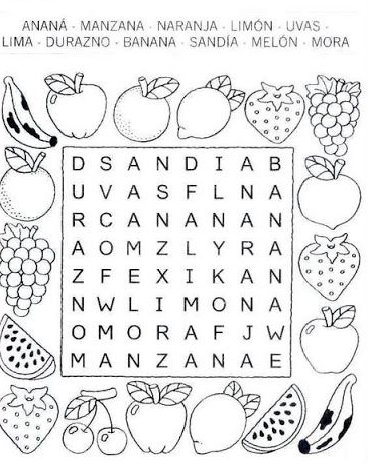 ANANÁ - MANZANA - NARANJA - LIMÓN - UVAS -
LIMA - DURAZNO - BANANA - SANDÍA - MELÓN - MORA
D S A N D I A B
U V A S F L N A
R C A N A N A N
A O M Z L Y R A
Z F E X I K A N
N W L I M O N A
O M O R A F J W
M A N Z A N A E